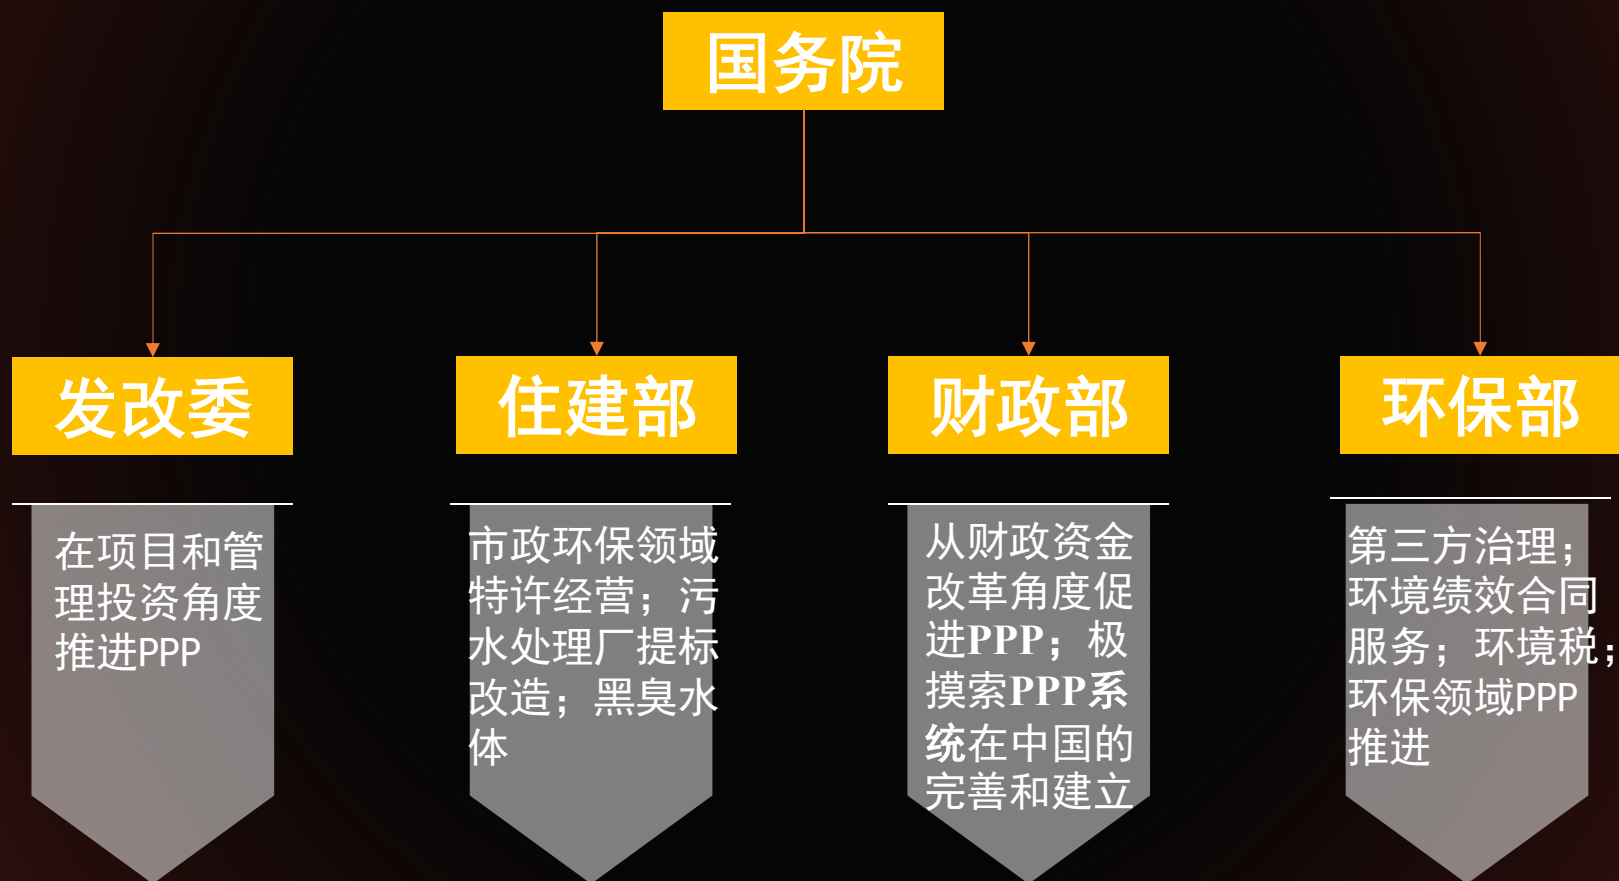 国务院
发改委
住建部
财政部
环保部
在项目和管
理投资角度
推进PPP
市政环保领域
特许经营；污
水处理厂提标
改造；黑臭水
体
从财政资金
改革角度促
进PPP；极
摸索PPP系
统在中国的
完善和建立
第三方治理；
环境绩效合同
服务；环境税；
环保领域PPP
推进